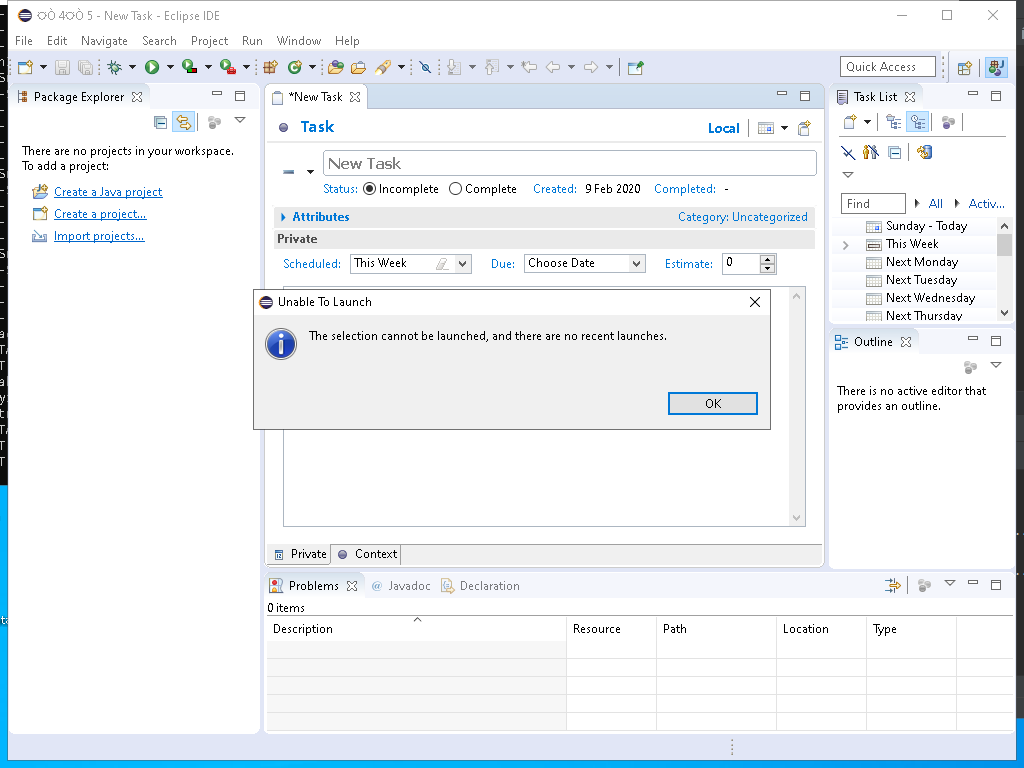 ՕՕ 4ՕՕ 5 - New Task - Eclipse IDE
File Edit Navigate Search Project Run Window Help
Quick Access
Package Explorer
There are no projects in your workspace.
To add a project:
Create a Java project
Create a project...
Import projects...
*New Task
Task
Local
New Task
Status: Incomplete Complete Created: 9 Feb 2020 Completed: -
Attributes Category: Uncategorized
Private
Scheduled: This Week Due: Choose Date Estimate: 0
Unable To Launch
The selection cannot be launched, and there are no recent launches.
OK
Private Context
Task List
Find All Activ...
Sunday - Today
This Week
Next Monday
Next Tuesday
Next Wednesday
Next Thursday
Outline
There is no active editor that
provides an outline.
Problems @ Javadoc Declaration
0 items
Description Resource Path Location Type